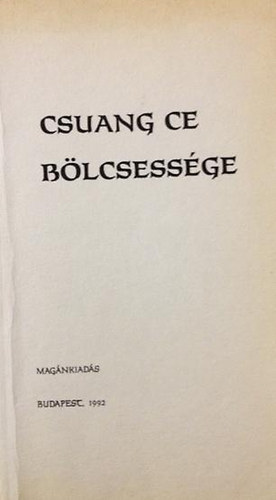 CSUANG CE
BÖLCSESSÉGE
MAGÁNKIADÁS
BUDAPEST, 1992